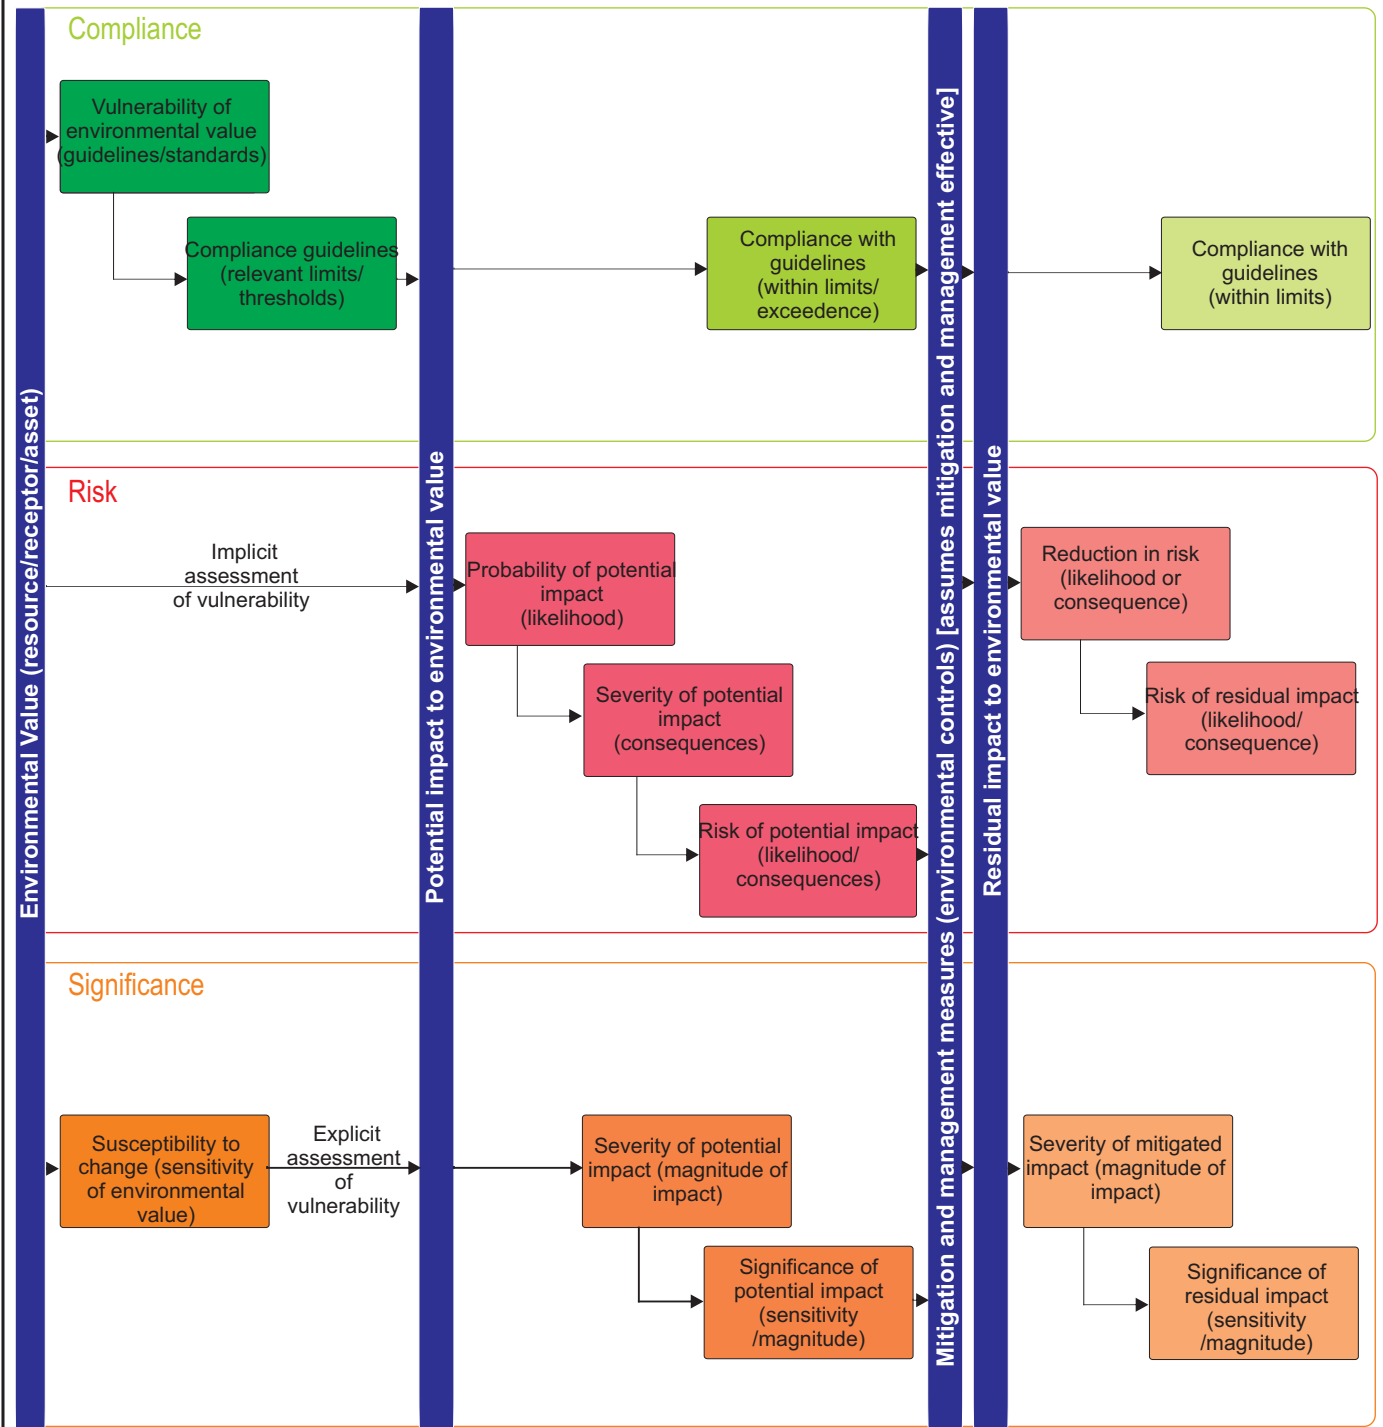 Compliance
Vulnerability of
environmental value
(guidelines/standards)
Compliance guidelines
(relevant limits/
thresholds)
Compliance with
guidelines
(within limits/
exceedence)
Compliance with
guidelines
(within limits)
Environmental Value (resource/receptor/asset)
Potential impact to environmental value
Mitigation and management measures (environmental controls) [assumes mitigation and management effective]
Residual impact to environmental value
Risk
Implicit
assessment
of vulnerability
Probability of potential
impact
(likelihood)
Severity of potential
impact
(consequences)
Risk of potential impact
(likelihood/
consequences)
Reduction in risk
(likelihood or
consequence)
Risk of residual impact
(likelihood/
consequence)
Significance
Susceptibility to
change (sensitivity
of environmental
value)
Explicit
assessment
of
vulnerability
Severity of potential
impact (magnitude of
impact)
Significance of
potential impact
(sensitivity
/magnitude)
Severity of mitigated
impact (magnitude of
impact)
Significance of
residual impact
(sensitivity
/magnitude)